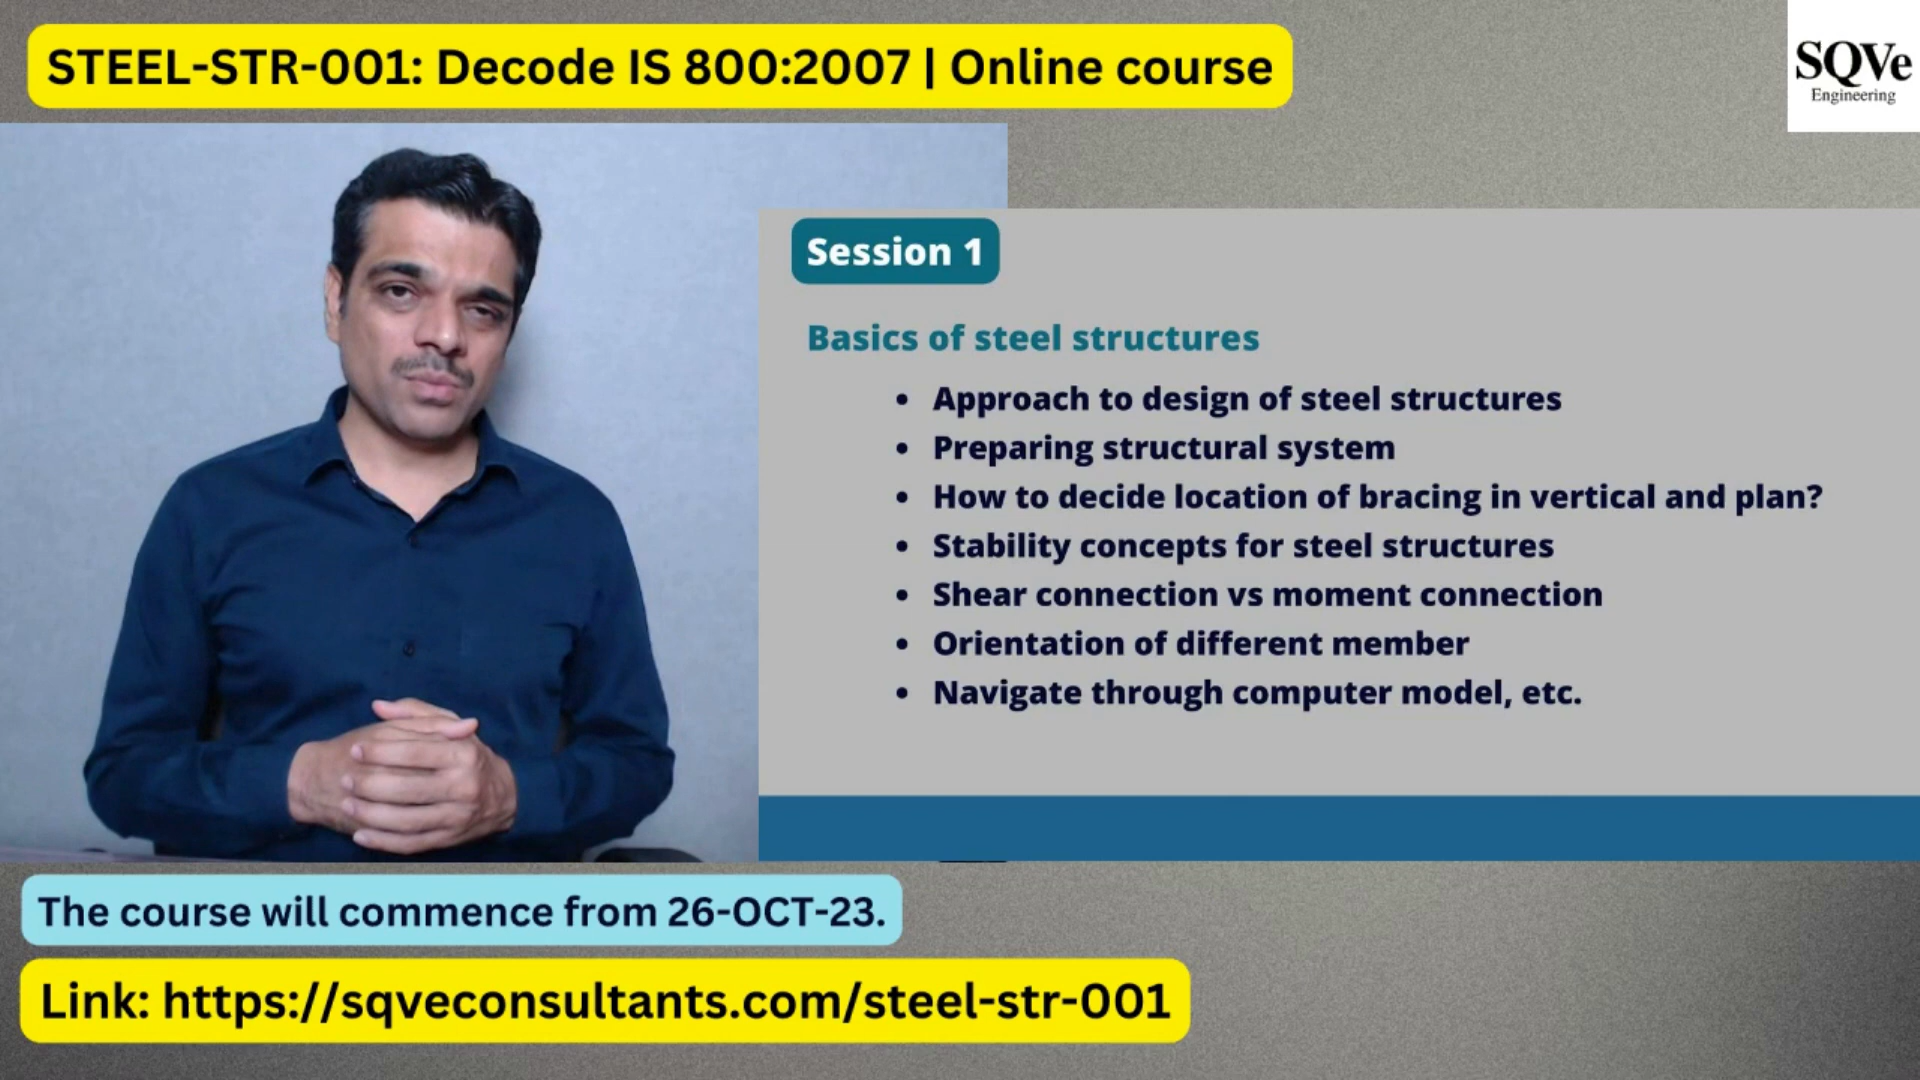 STEEL-STR-001: Decode IS 800:2007 | Online course
SQVe
Engineering
Session 1
Basics of steel structures
• Approach to design of steel structures
• Preparing structural system
• How to decide location of bracing in vertical and plan?
• Stability concepts for steel structures
• Shear connection vs moment connection
• Orientation of different member
• Navigate through computer model, etc.
The course will commence from 26-OCT-23.
Link: https://sqveconsultants.com/steel-str-001